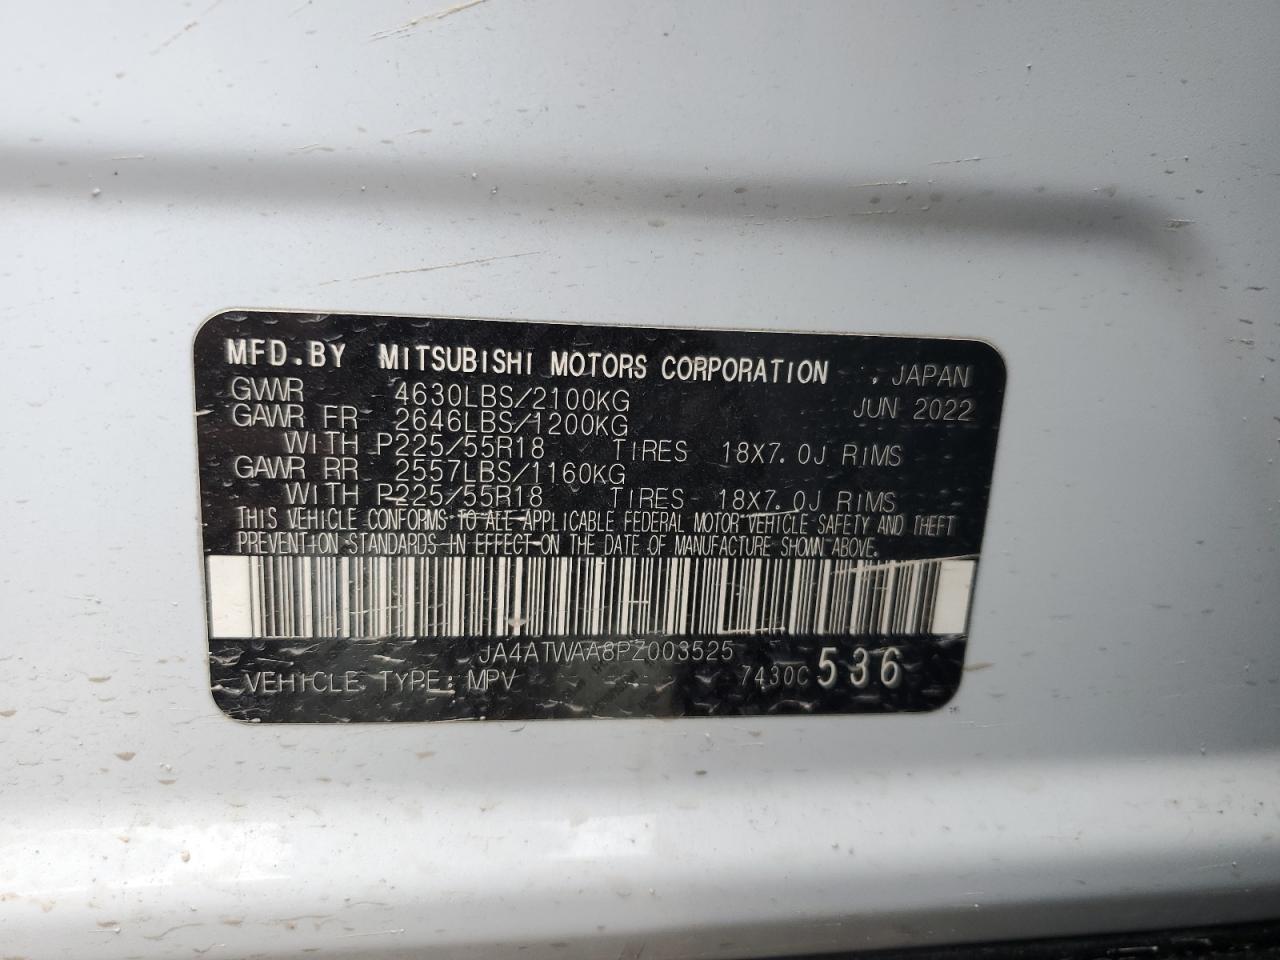 MFD.BY MITSUBISHI MOTORS CORPORATION , JAPAN
GVWR 4630LBS/2100KG JUN 2022
GAWR FR 2646LBS/1200KG
WITH P225/55R18 TIRES 18X7.0J RIMS
GAWR RR 2557LBS/1160KG
WITH P225/55R18 TIRES 18X7.0J RIMS
THIS VEHICLE CONFORMS TO ALL APPLICABLE FEDERAL MOTOR VEHICLE SAFETY AND THEFT
PREVENTION STANDARDS IN EFFECT ON THE DATE OF MANUFACTURE SHOWN ABOVE.
JA4ATWAA8PZ003525
VEHICLE TYPE: MPV 7430C 536